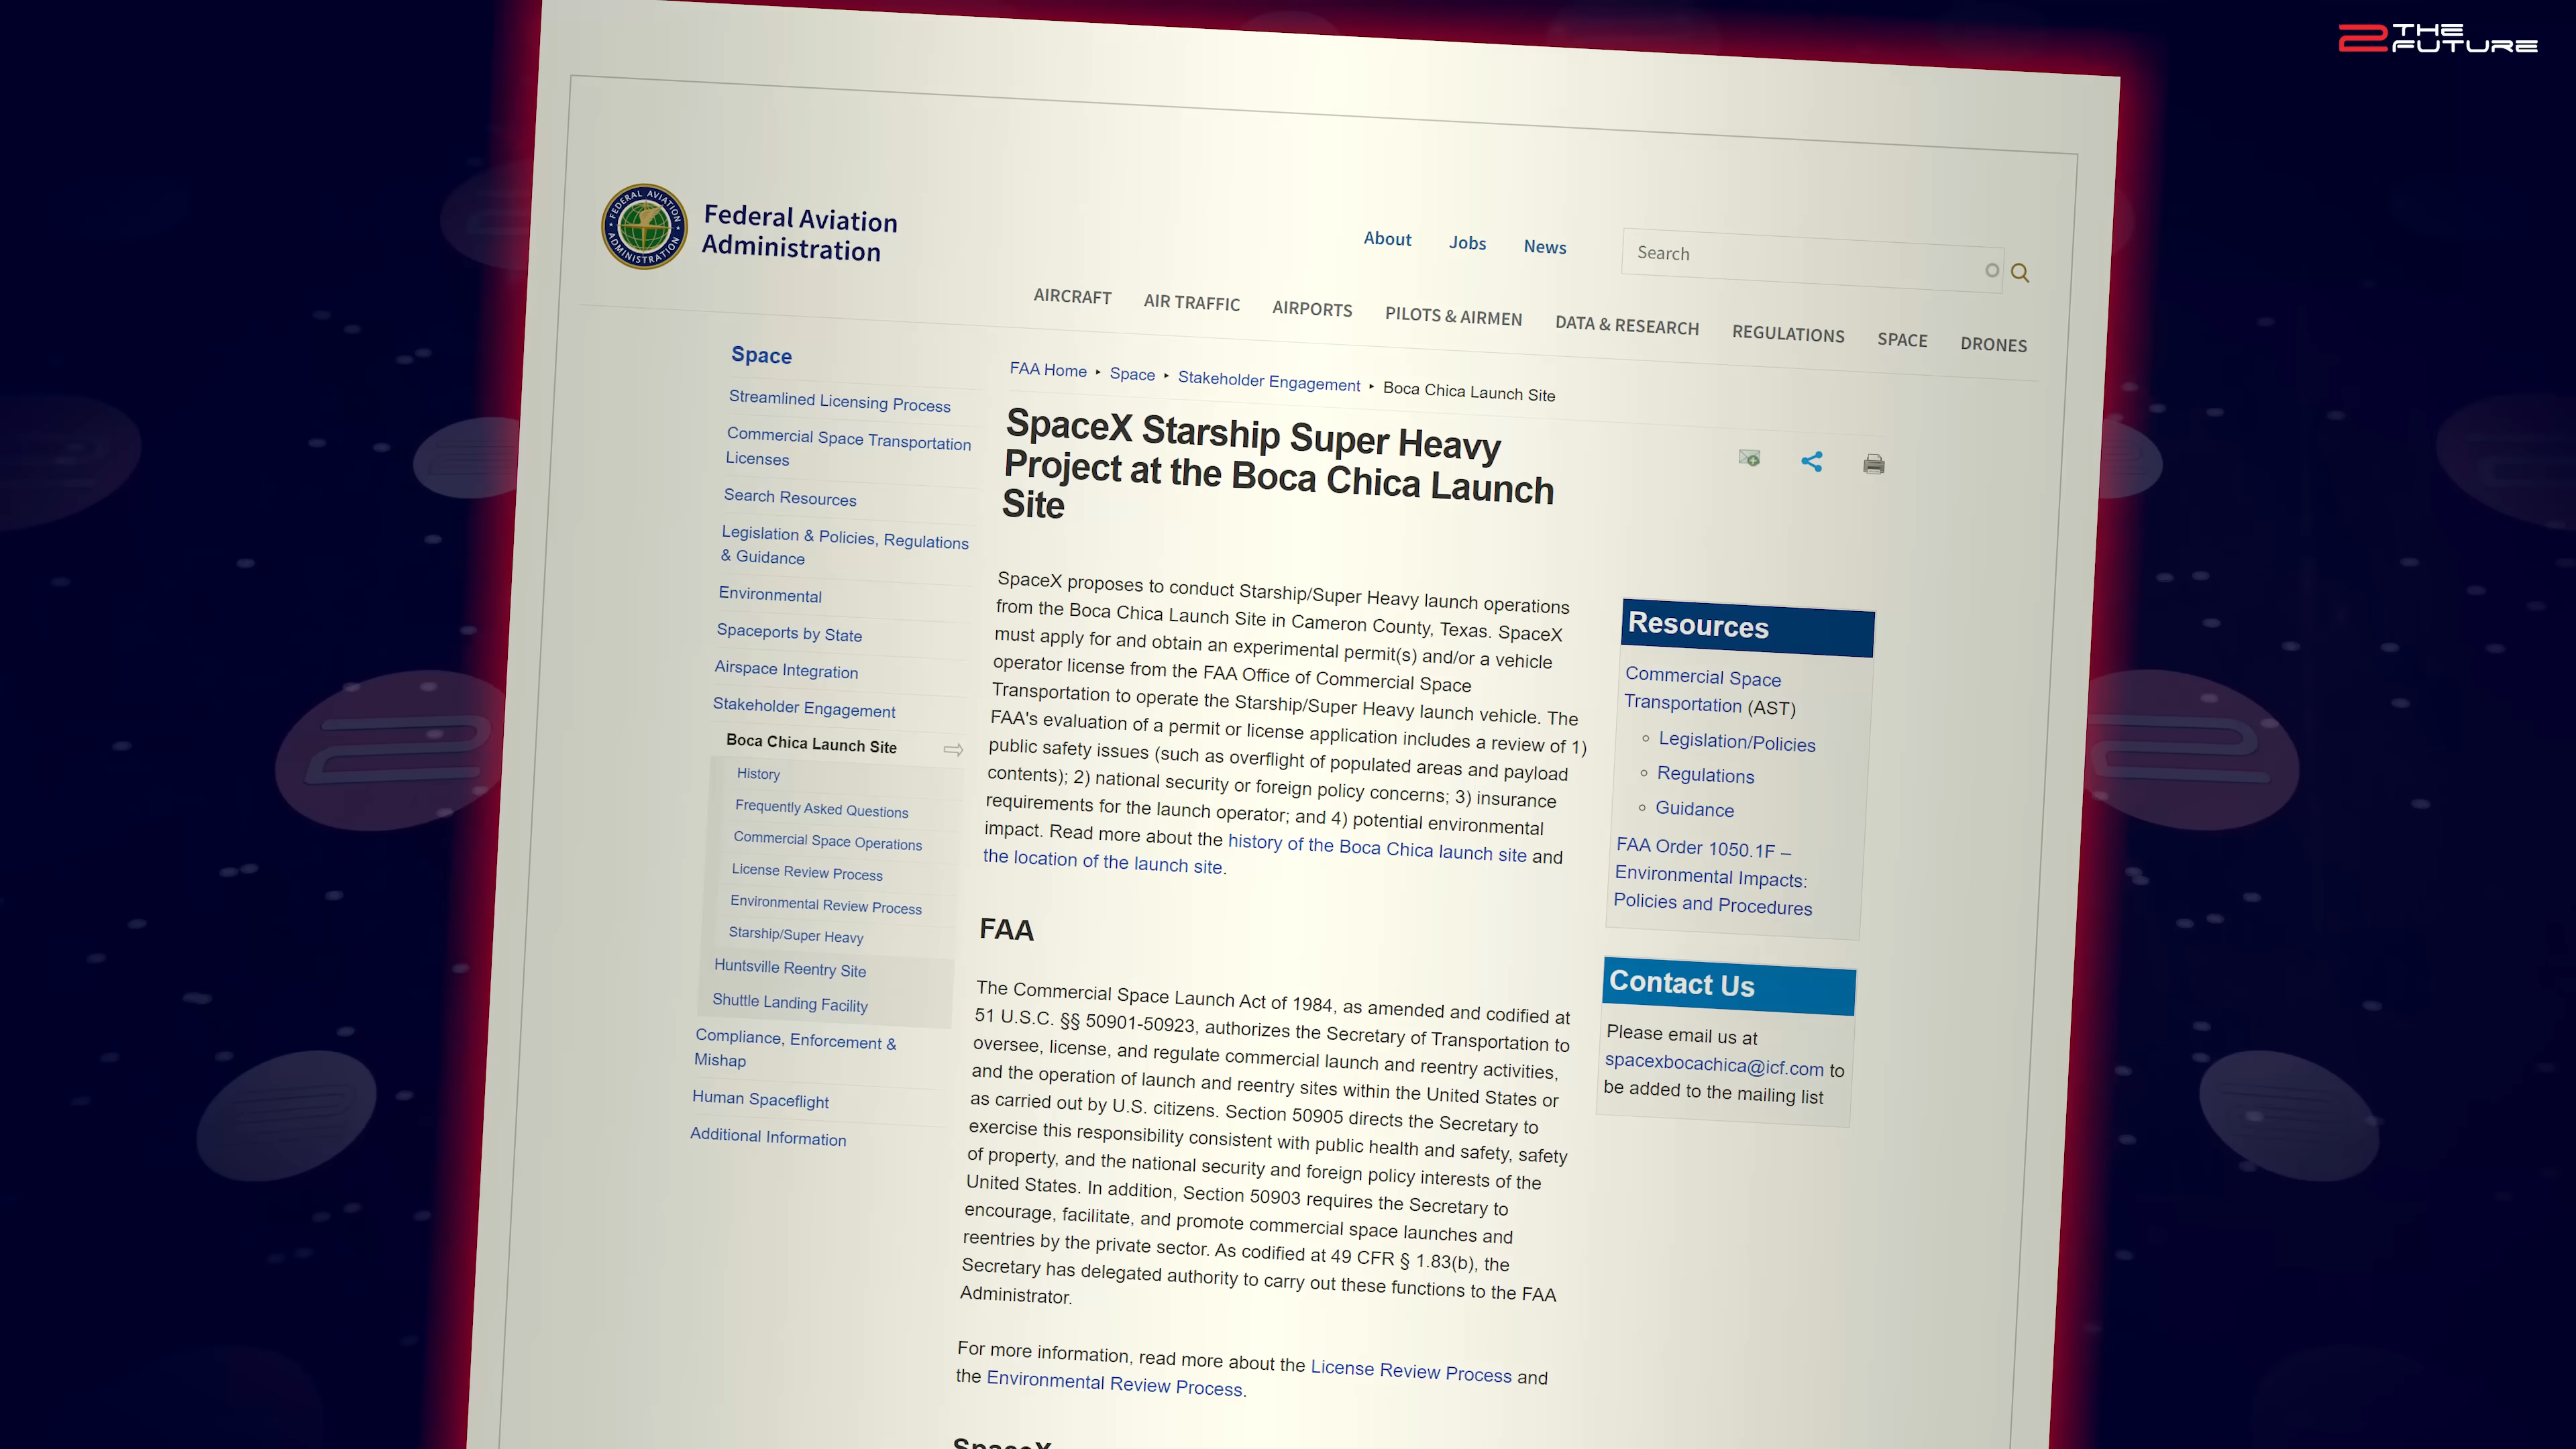 2 THE
FUTURE
FEDERAL AVIATION
ADMINISTRATION
Federal Aviation
Administration
About
Jobs
News
Search
AIRCRAFT
AIR TRAFFIC
AIRPORTS
PILOTS & AIRMEN
DATA & RESEARCH
REGULATIONS
SPACE
DRONES
Space
Streamlined Licensing Process
Commercial Space Transportation
Licenses
Search Resources
Legislation & Policies, Regulations
& Guidance
Environmental
Spaceports by State
Airspace Integration
Stakeholder Engagement
Boca Chica Launch Site
History
Frequently Asked Questions
Commercial Space Operations
License Review Process
Environmental Review Process
Starship/Super Heavy
Huntsville Reentry Site
Shuttle Landing Facility
Compliance, Enforcement &
Mishap
Human Spaceflight
Additional Information
FAA Home ‣ Space ‣ Stakeholder Engagement ‣ Boca Chica Launch Site
SpaceX Starship Super Heavy
Project at the Boca Chica Launch
Site
SpaceX proposes to conduct Starship/Super Heavy launch operations
from the Boca Chica Launch Site in Cameron County, Texas. SpaceX
must apply for and obtain an experimental permit(s) and/or a vehicle
operator license from the FAA Office of Commercial Space
Transportation to operate the Starship/Super Heavy launch vehicle. The
FAA's evaluation of a permit or license application includes a review of 1)
public safety issues (such as overflight of populated areas and payload
contents); 2) national security or foreign policy concerns; 3) insurance
requirements for the launch operator; and 4) potential environmental
impact. Read more about the history of the Boca Chica launch site and
the location of the launch site.
FAA
The Commercial Space Launch Act of 1984, as amended and codified at
51 U.S.C. §§ 50901-50923, authorizes the Secretary of Transportation to
oversee, license, and regulate commercial launch and reentry activities,
and the operation of launch and reentry sites within the United States or
as carried out by U.S. citizens. Section 50905 directs the Secretary to
exercise this responsibility consistent with public health and safety, safety
of property, and the national security and foreign policy interests of the
United States. In addition, Section 50903 requires the Secretary to
encourage, facilitate, and promote commercial space launches and
reentries by the private sector. As codified at 49 CFR § 1.83(b), the
Secretary has delegated authority to carry out these functions to the FAA
Administrator.
For more information, read more about the License Review Process and
the Environmental Review Process.
SpaceX
Resources
Commercial Space
Transportation (AST)
Legislation/Policies
Regulations
Guidance
FAA Order 1050.1F –
Environmental Impacts:
Policies and Procedures
Contact Us
Please email us at
spacexbocachica@icf.com to
be added to the mailing list